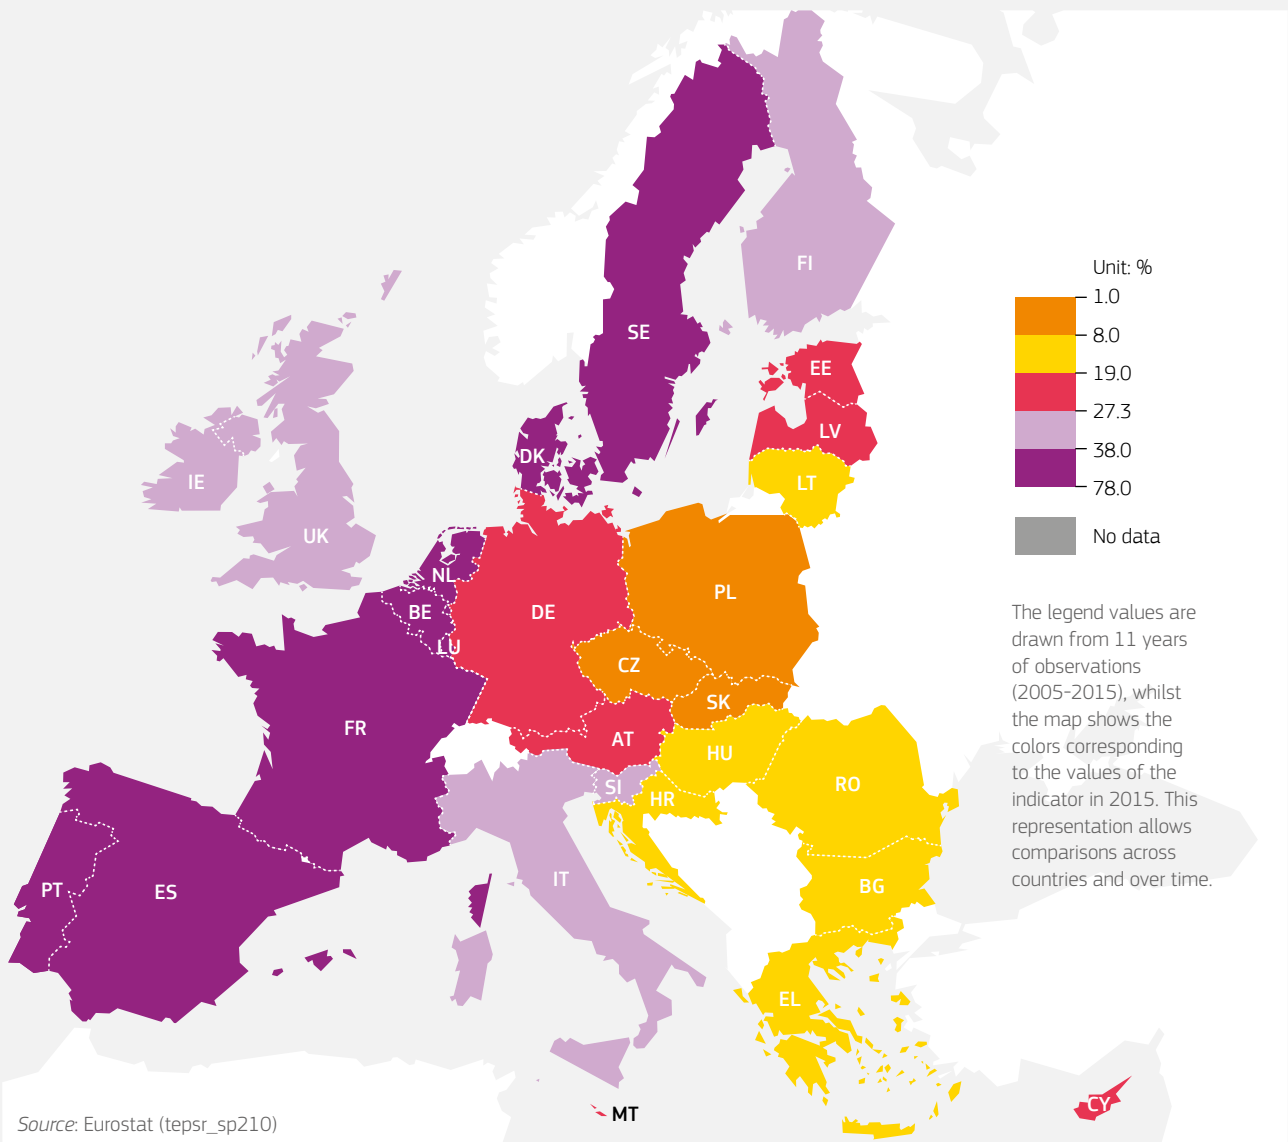 FI
SE
Unit: %
1.0
8.0
19.0
27.3
38.0
78.0
No data
EE
LV
LT
DK
IE
UK
NL
BE
LU
DE
PL
CZ
SK
AT
HU
FR
SI
HR
RO
IT
BG
PT
ES
EL
CY
MT
The legend values are
drawn from 11 years
of observations
(2005-2015), whilst
the map shows the
colors corresponding
to the values of the
indicator in 2015. This
representation allows
comparisons across
countries and over time.
Source: Eurostat (tepsr_sp210)